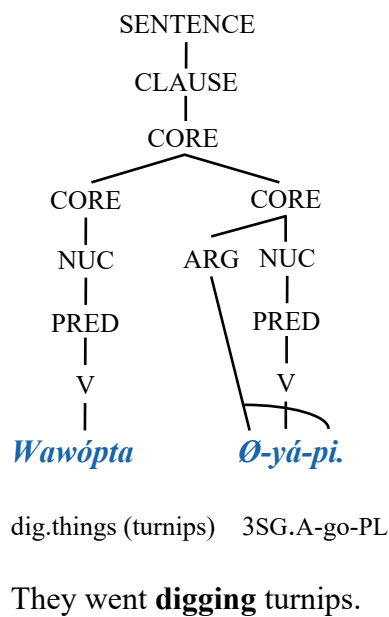 SENTENCE
CLAUSE
CORE
CORE CORE
NUC ARG NUC
PRED PRED
V V
Wawópta Ø-yá-pi.
dig.things (turnips) 3SG.A-go-PL
They went digging turnips.